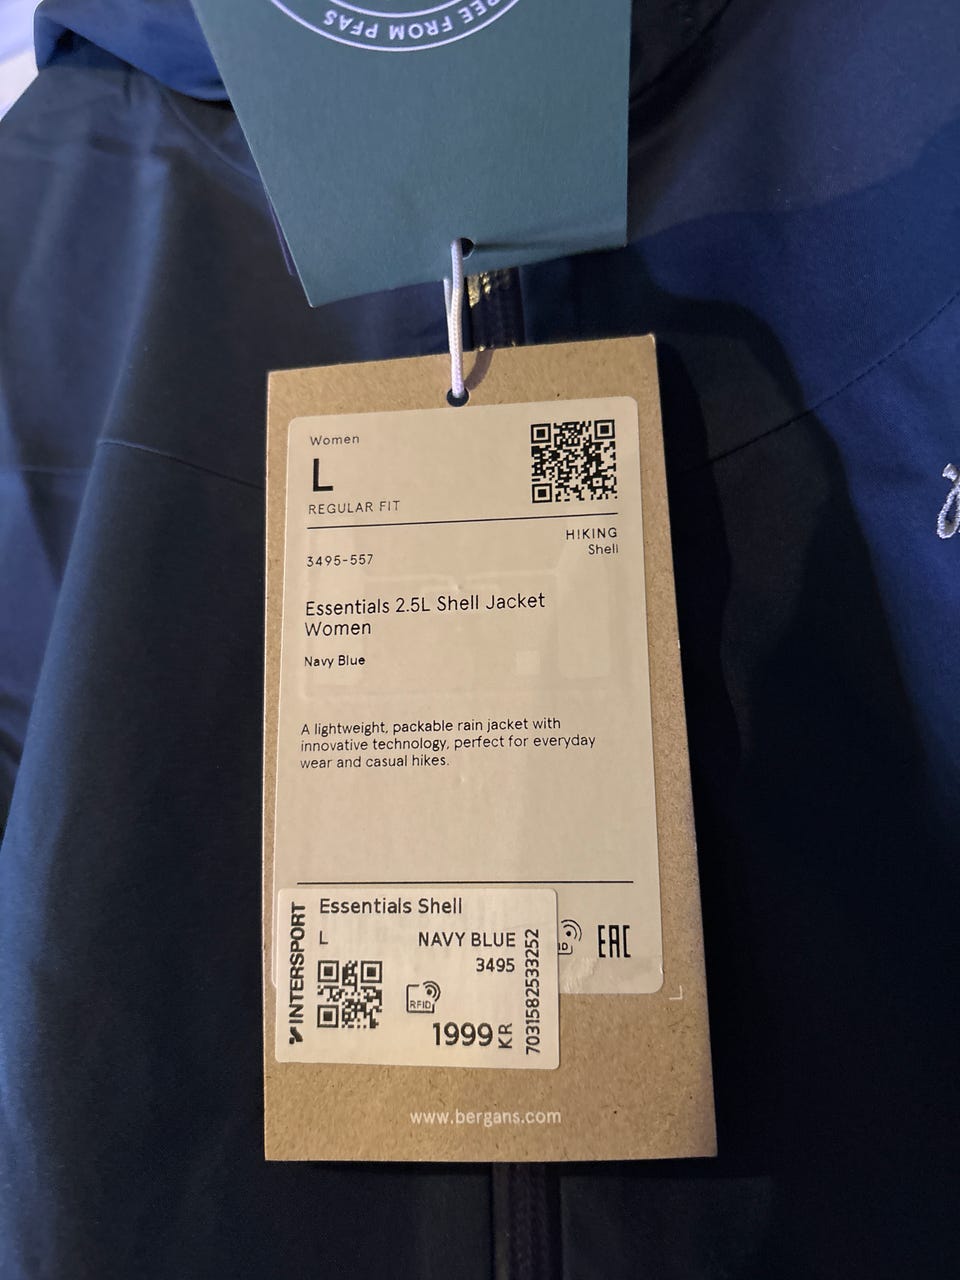 FREE FROM PFAS
Women
L
REGULAR FIT
HIKING
Shell
3495-557
Essentials 2.5L Shell Jacket
Women
Navy Blue
A lightweight, packable rain jacket with
innovative technology, perfect for everyday
wear and casual hikes.
INTERSPORT
Essentials Shell
L
NAVY BLUE
3495
RFID
1999 KR
7031582533252
ID
EAC
www.bergans.com